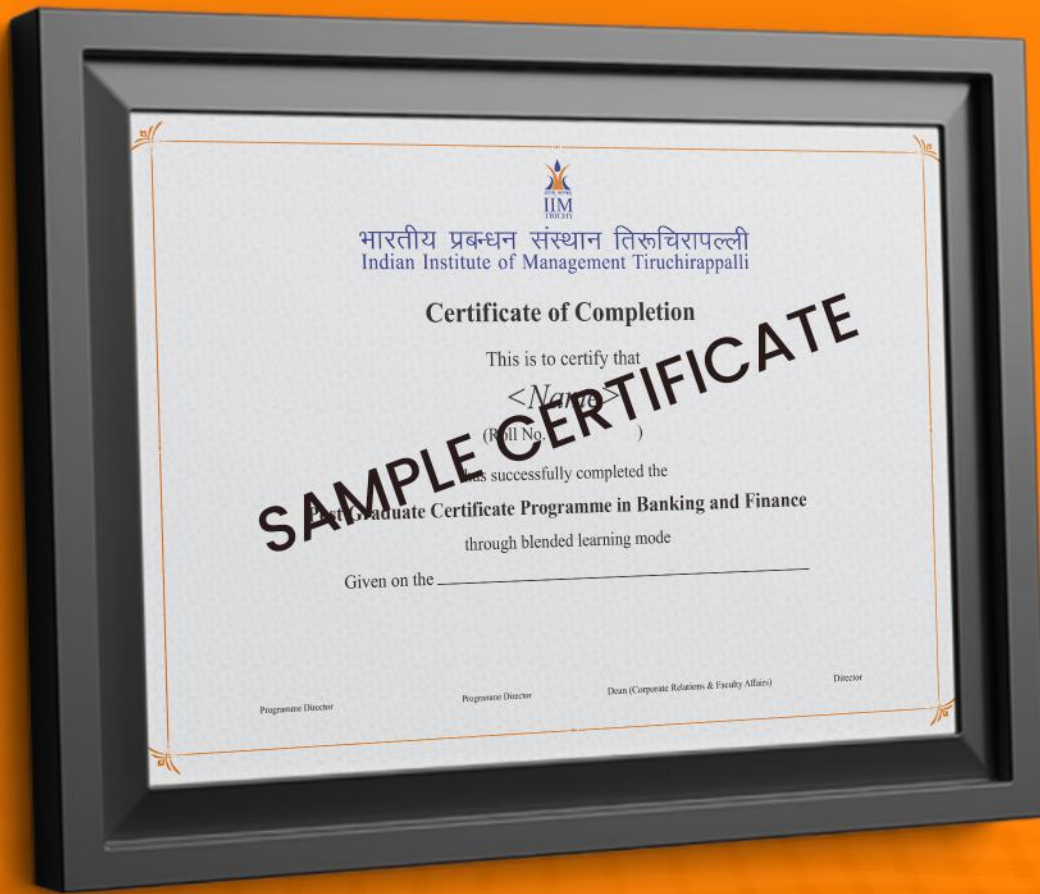 IIM
TRICHY
भारतीय प्रबन्धन संस्थान तिरुचिरापल्ली
Indian Institute of Management Tiruchirappalli
Certificate of Completion
This is to certify that
<Name>
(Roll No. )
has successfully completed the
Post Graduate Certificate Programme in Banking and Finance
through blended learning mode
Given on the
SAMPLE CERTIFICATE
Programme Director
Programme Director
Dean (Corporate Relations & Faculty Affairs)
Director